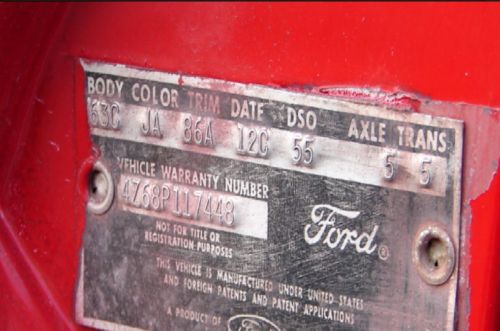 BODY COLOR TRIM DATE DSO AXLE TRANS
63C JA 86A 12C 55 5 5
VEHICLE WARRANTY NUMBER
4Z68P117448
NOT FOR TITLE OR
REGISTRATION PURPOSES
Ford ®
THIS VEHICLE IS MANUFACTURED UNDER UNITED STATES
AND FOREIGN PATENTS AND PATENT APPLICATIONS
A PRODUCT OF Ford